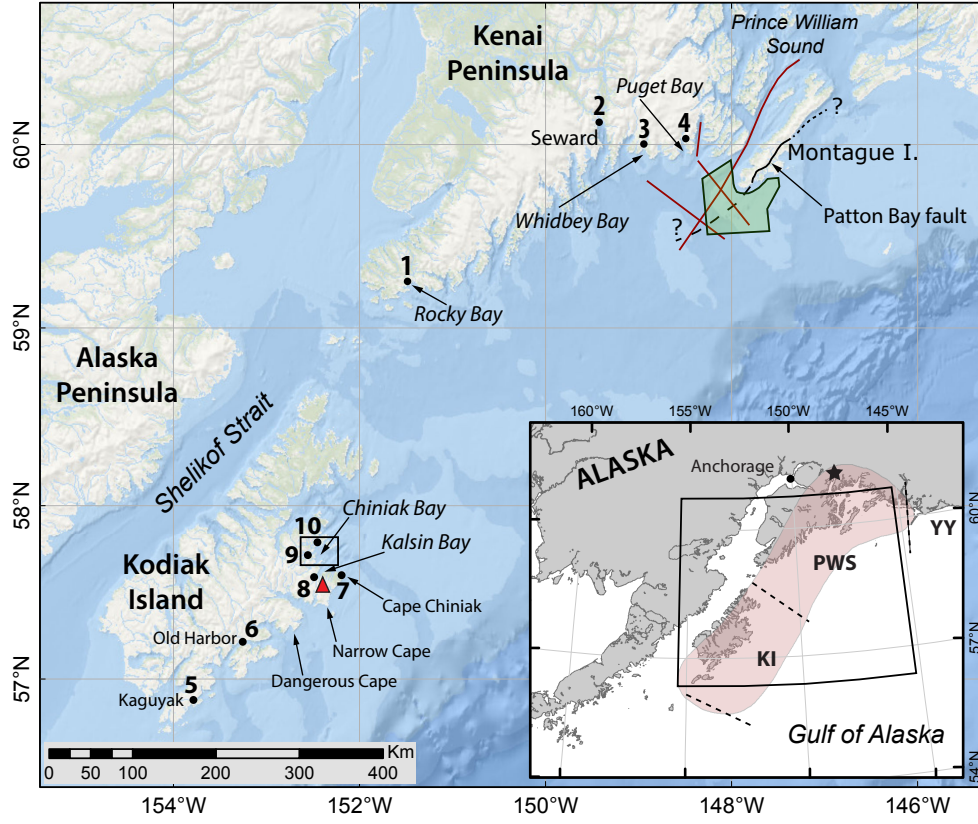 Kenai
Peninsula
Prince William
Sound
Puget Bay
?
2
3
4
Seward
Montague I.
60°N
Whidbey Bay
Patton Bay fault
?
1
Rocky Bay
59°N
Alaska
Peninsula
Shelikof Strait
160°W
155°W
150°W
145°W
ALASKA
Anchorage
60°N
YY
PWS
KI
57°N
Gulf of Alaska
54°N
58°N
10
Chiniak Bay
9
Kalsin Bay
Kodiak
Island
8
7
Cape Chiniak
6
Old Harbor
Narrow Cape
Dangerous Cape
57°N
5
Kaguyak
Km
0
50
100
200
300
400
154°W
152°W
150°W
148°W
146°W